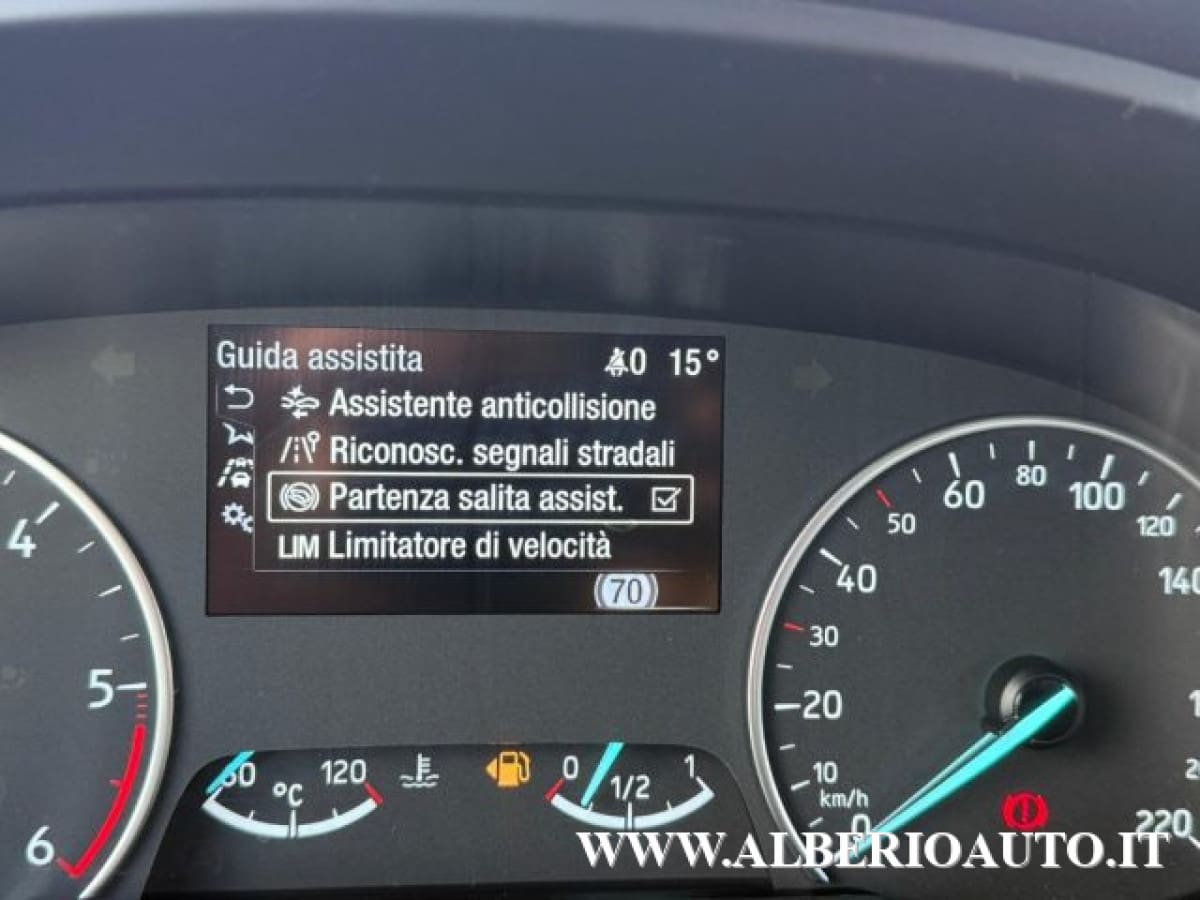 Guida assistita 0 15°
Assistente anticollisione
Riconosc. segnali stradali
Partenza salita assist.
LIM Limitatore di velocità
70
4
5
6
60 °C 120
0 1/2 1
0 10 20 30 40 50 60 80 100 120 140 220
km/h
WWW.ALBERIOAUTO.IT